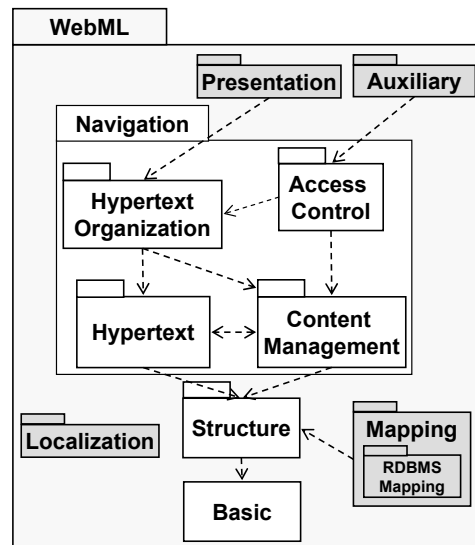 WebML
Presentation
Auxiliary
Navigation
Hypertext
Organization
Access
Control
Hypertext
Content
Management
Localization
Structure
Mapping
RDBMS
Mapping
Basic